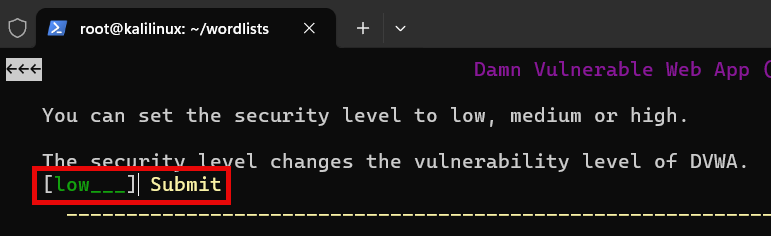 root@kalilinux: ~/wordlists
←←← Damn Vulnerable Web App (
You can set the security level to low, medium or high.
The security level changes the vulnerability level of DVWA.
[low___] Submit